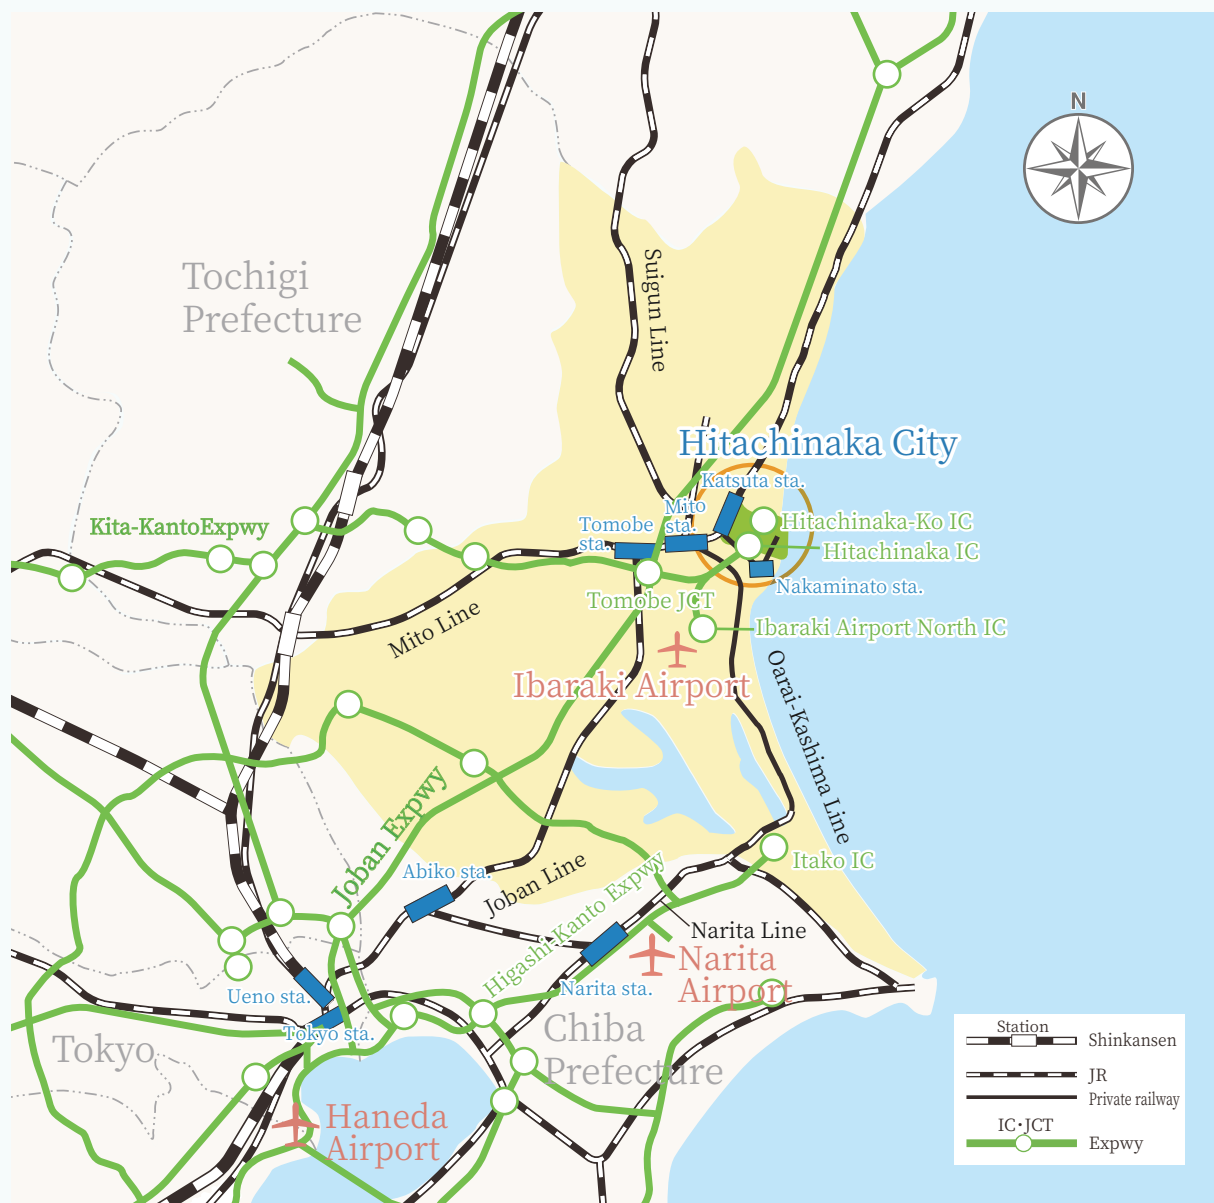 N
Tochigi
Prefecture
Suigun Line
Hitachinaka City
Katsuta sta.
Mito
sta.
Tomobe
sta.
Kita-KantoExpwy
Hitachinaka-Ko IC
Hitachinaka IC
Nakaminato sta.
Tomobe JCT
Mito Line
Ibaraki Airport North IC
Ibaraki Airport
Oarai-Kashima Line
Joban Expwy
Abiko sta.
Joban Line
Itako IC
Higashi-Kanto Expwy
Narita Line
Narita
Airport
Narita sta.
Ueno sta.
Tokyo sta.
Tokyo
Chiba
Prefecture
Haneda
Airport
Station
Shinkansen
JR
Private railway
IC・JCT
Expwy